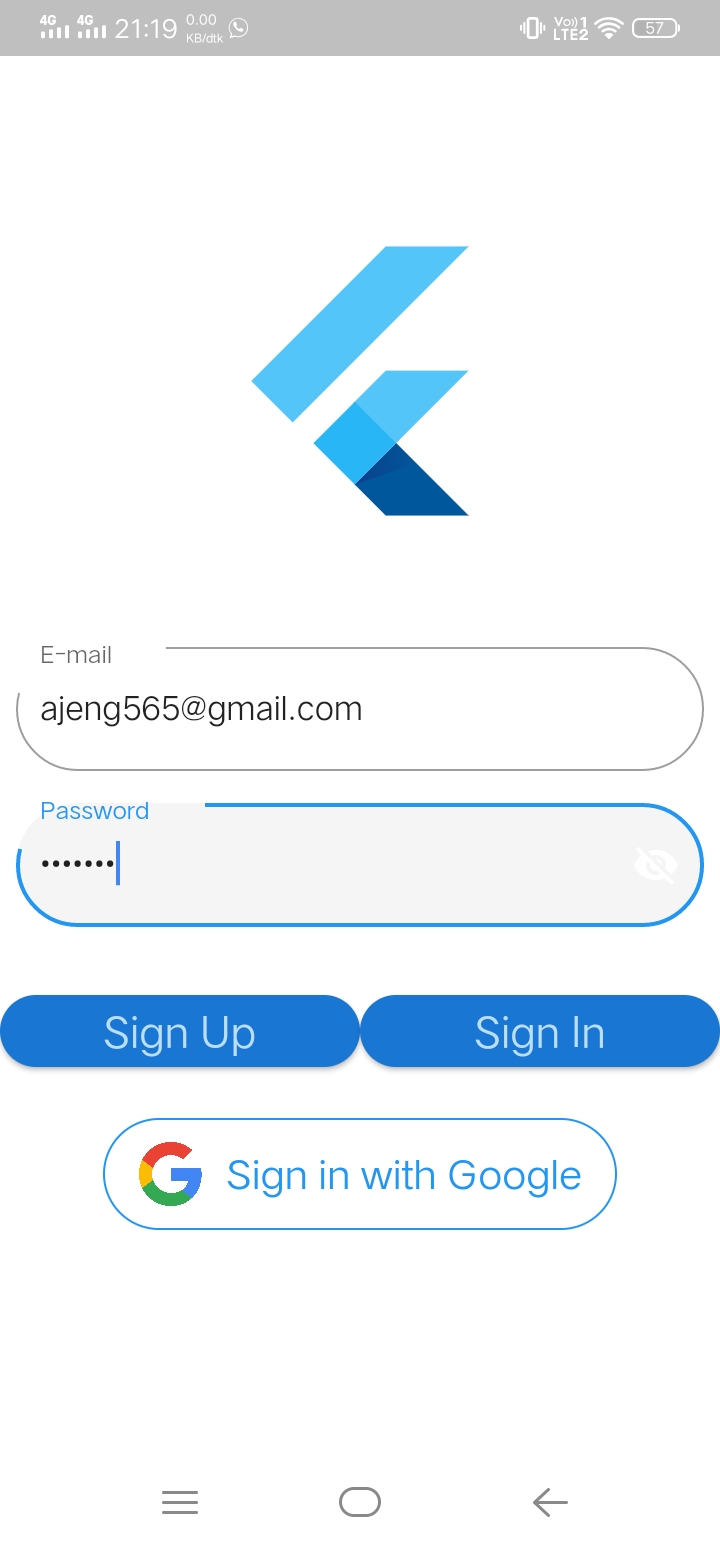 4G 4G 21:19 0.00 KB/dtk Vo)) 1 LTE2 57
E-mail
ajeng565@gmail.com
Password
•••••••
Sign Up Sign In
Sign in with Google